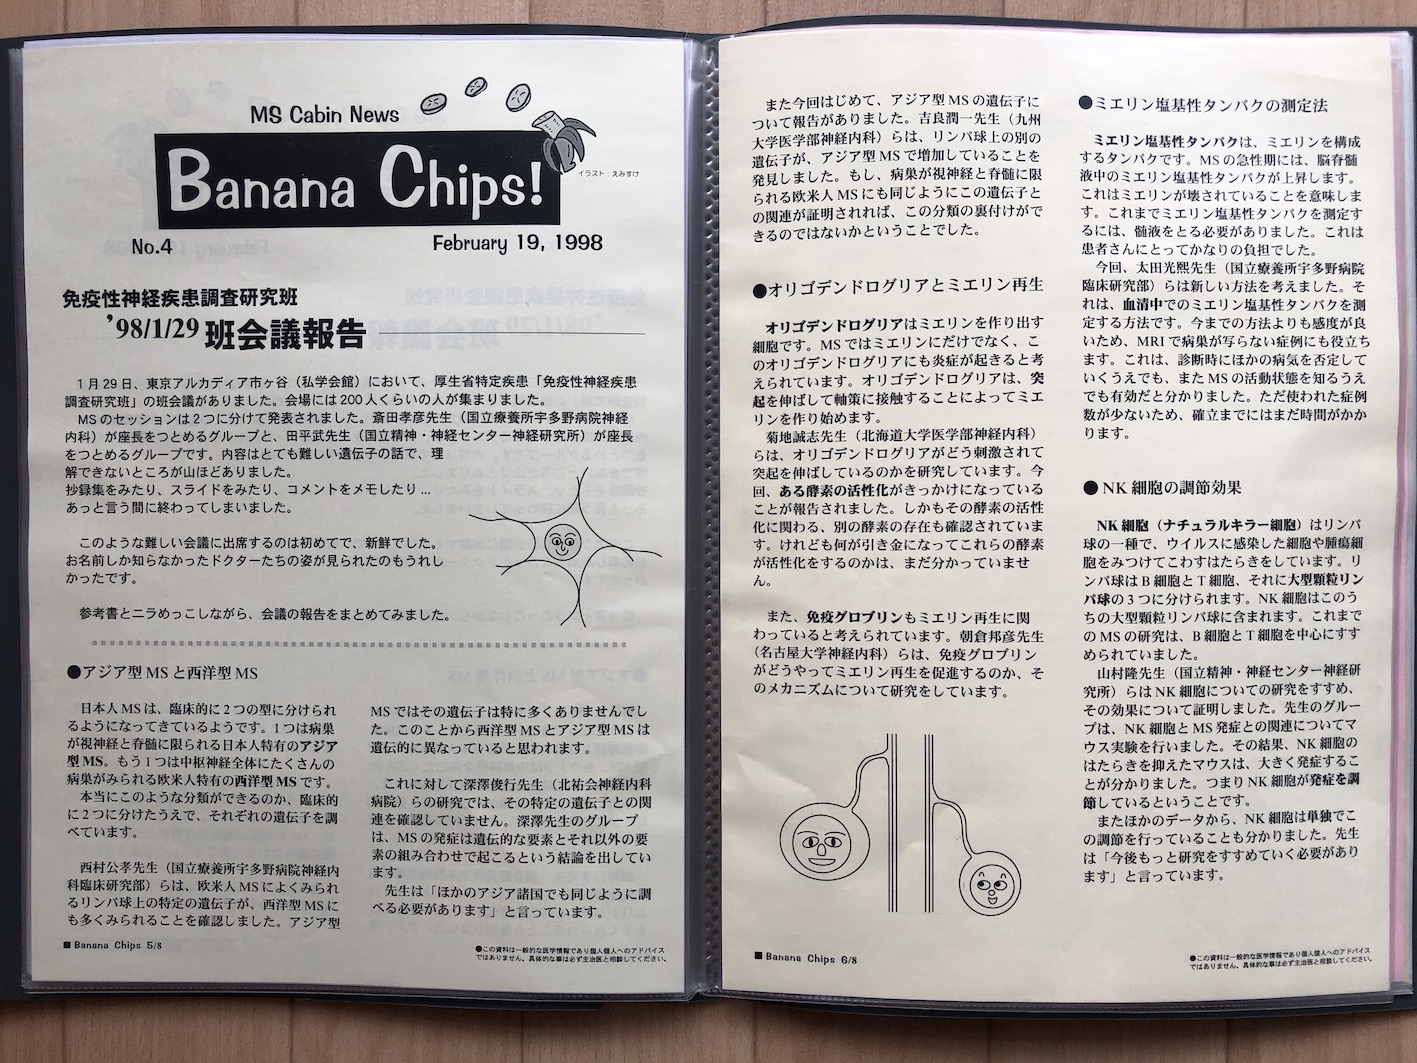 MS Cabin News
Banana Chips!
イラスト：えみすけ
No.4
February 19, 1998
免疫性神経疾患調査研究班
'98/1/29 班会議報告
1月29日、東京アルカディア市ヶ谷（私学会館）において、厚生省特定疾患「免疫性神経疾患
調査研究班」の班会議がありました。会場には200人くらいの人が集まりました。
MSのセッションは2つに分けて発表されました。斎田孝彦先生（国立療養所宇多野病院神経
内科）が座長をつとめるグループと、田平武先生（国立精神・神経センター神経研究所）が座長
をつとめるグループです。内容はとても難しい遺伝子の話で、理
解できないところが山ほどありました。
抄録集をみたり、スライドをみたり、コメントをメモしたり...
あっと言う間に終わってしまいました。
このような難しい会議に出席するのは初めてで、新鮮でした。
お名前しか知らなかったドクターたちの姿が見られたのもうれし
かったです。
参考書とニラめっこしながら、会議の報告をまとめてみました。
●アジア型MSと西洋型MS
日本人MSは、臨床的に2つの型に分けられ
るようになってきているようです。1つは病巣
が視神経と脊髄に限られる日本人特有のアジア
型MS。もう1つは中枢神経全体にたくさんの
病巣がみられる欧米人特有の西洋型MSです。
本当にこのような分類ができるのか、臨床的
に2つに分けたうえで、それぞれの遺伝子を調
べています。
西村公孝先生（国立療養所宇多野病院神経内
科臨床研究部）らは、欧米人MSによくみられ
るリンパ球上の特定の遺伝子が、西洋型MSに
も多くみられることを確認しました。アジア型
MSではその遺伝子は特に多くありませんでし
た。このことから西洋型MSとアジア型MSは
遺伝的に異なっていると思われます。
これに対して深澤俊行先生（北祐会神経内科
病院）らの研究では、その特定の遺伝子との関
連を確認していません。深澤先生のグループ
は、MSの発症は遺伝的な要素とそれ以外の要
素の組み合わせで起こるという結論を出してい
ます。
先生は「ほかのアジア諸国でも同じように調
べる必要があります」と言っています。
■Banana Chips 5/8
●この資料は一般的な医学情報であり個人個人へのアドバイス
ではありません。具体的な事は必ず主治医と相談してください。
また今回はじめて、アジア型MSの遺伝子に
ついて報告がありました。吉良潤一先生（九州
大学医学部神経内科）らは、リンパ球上の別の
遺伝子が、アジア型MSで増加していることを
発見しました。もし、病巣が視神経と脊髄に限
られる欧米人MSにも同じようにこの遺伝子と
の関連が証明されれば、この分類の裏付けがで
きるのではないかということでした。
●オリゴデンドログリアとミエリン再生
オリゴデンドログリアはミエリンを作り出す
細胞です。MSではミエリンにだけでなく、こ
のオリゴデンドログリアにも炎症が起きると考
えられています。オリゴデンドログリアは、突
起を伸ばして軸策に接触することによってミエ
リンを作り始めます。
菊地誠志先生（北海道大学医学部神経内科）
らは、オリゴデンドログリアがどう刺激されて
突起を伸ばしているのかを研究しています。今
回、ある酵素の活性化がきっかけになっている
ことが報告されました。しかもその酵素の活性
化に関わる、別の酵素の存在も確認されていま
す。けれども何が引き金になってこれらの酵素
が活性化をするのかは、まだ分かっていませ
ん。
また、免疫グロブリンもミエリン再生に関
わっていると考えられています。朝倉邦彦先生
（名古屋大学神経内科）らは、免疫グロブリン
がどうやってミエリン再生を促進するのか、そ
のメカニズムについて研究をしています。
■Banana Chips 6/8
●ミエリン塩基性タンパクの測定法
ミエリン塩基性タンパクは、ミエリンを構成
するタンパクです。MSの急性期には、脳脊髄
液中のミエリン塩基性タンパクが上昇します。
これはミエリンが壊されていることを意味しま
す。これまでミエリン塩基性タンパクを測定す
るには、髄液をとる必要がありました。これは
患者さんにとってかなりの負担でした。
今回、太田光熙先生（国立療養所宇多野病院
臨床研究部）らは新しい方法を考えました。そ
れは、血清中でのミエリン塩基性タンパクを測
定する方法です。今までの方法よりも感度が良
いため、MRIで病巣が写らない症例にも役立ち
ます。これは、診断時にほかの病気を否定して
いくうえでも、またMSの活動状態を知るうえ
でも有効だと分かりました。ただ使われた症例
数が少ないため、確立までにはまだ時間がかか
ります。
●NK細胞の調節効果
NK細胞（ナチュラルキラー細胞）はリンパ
球の一種で、ウイルスに感染した細胞や腫瘍細
胞をみつけてこわすはたらきをしています。リ
ンパ球はB細胞とT細胞、それに大型顆粒リン
パ球の3つに分けられます。NK細胞はこのう
ちの大型顆粒リンパ球に含まれます。これまで
のMSの研究は、B細胞とT細胞を中心にすす
められていました。
山村隆先生（国立精神・神経センター神経研
究所）らはNK細胞についての研究をすすめ、
その効果について証明しました。先生のグルー
プは、NK細胞とMS発症との関連についてマ
ウス実験を行いました。その結果、NK細胞の
はたらきを抑えたマウスは、大きく発症するこ
とが分かりました。つまりNK細胞が発症を調
節しているということです。
またほかのデータから、NK細胞は単独でこ
の調節を行っていることも分かりました。先生
は「今後もっと研究をすすめていく必要があり
ます」と言っています。
●この資料は一般的な医学情報であり個人個人へのアドバイス
ではありません。具体的な事は必ず主治医と相談してください。